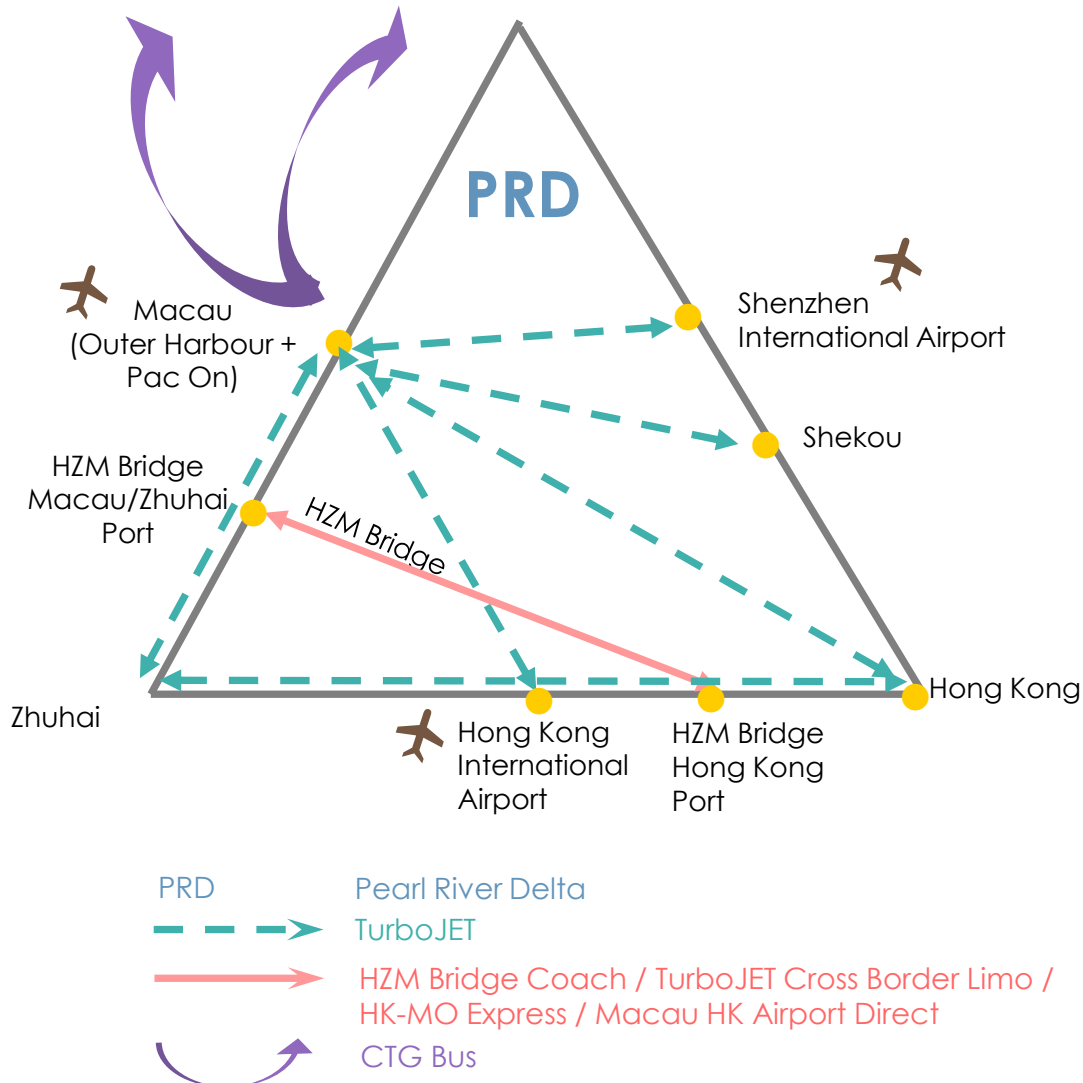 PRD
Macau
(Outer Harbour +
Pac On)
Shenzhen
International Airport
Shekou
HZM Bridge
Macau/Zhuhai
Port
HZM Bridge
Zhuhai
Hong Kong
International
Airport
HZM Bridge
Hong Kong
Port
Hong Kong
PRD Pearl River Delta
TurboJET
HZM Bridge Coach / TurboJET Cross Border Limo /
HK-MO Express / Macau HK Airport Direct
CTG Bus